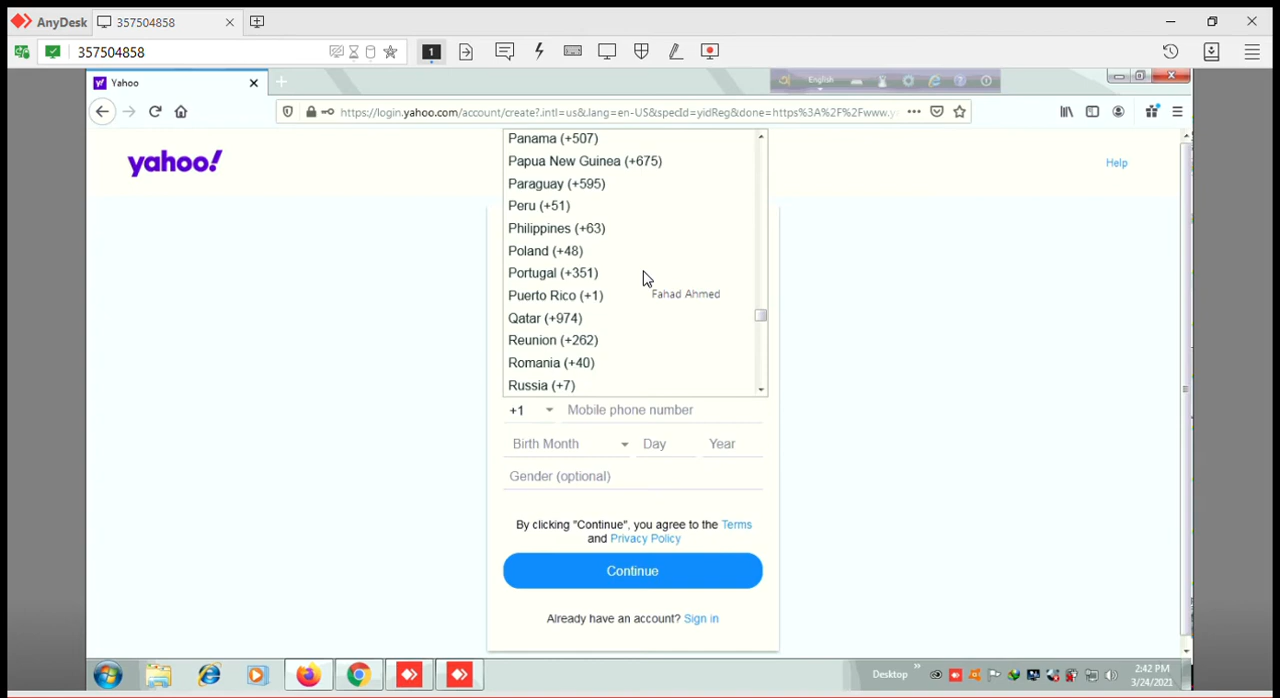 AnyDesk
357504858
357504858
1
Yahoo
English
https://login.yahoo.com/account/create?.intl=us&.lang=en-US&specId=yidReg&done=https%3A%2F%2Fwww.y
yahoo!
Help
Panama (+507)
Papua New Guinea (+675)
Paraguay (+595)
Peru (+51)
Philippines (+63)
Poland (+48)
Portugal (+351)
Fahad Ahmed
Puerto Rico (+1)
Qatar (+974)
Reunion (+262)
Romania (+40)
Russia (+7)
+1 Mobile phone number
Birth Month Day Year
Gender (optional)
By clicking "Continue", you agree to the Terms
and Privacy Policy
Continue
Already have an account? Sign in
Desktop
2:42 PM
3/24/2021